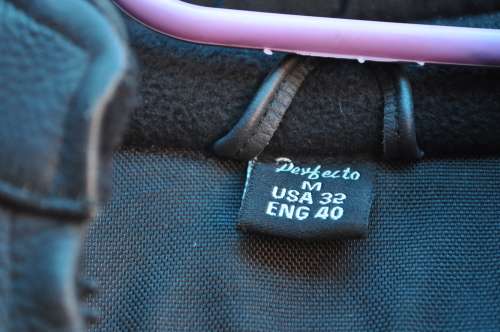 Perfecto
M
USA 32
ENG 40